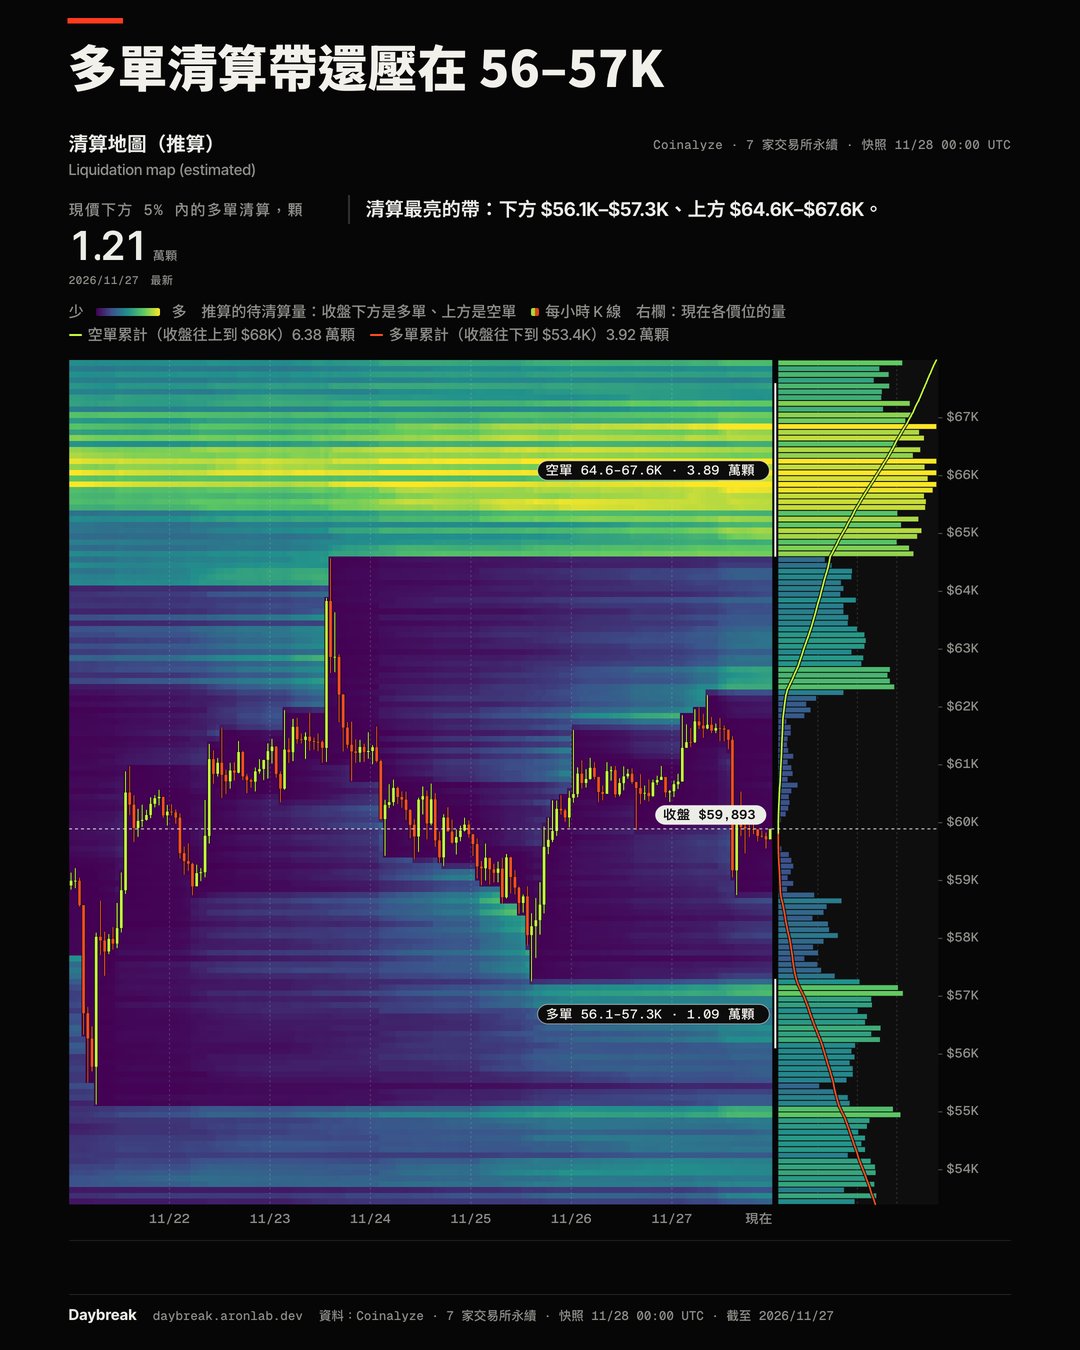 多單清算帶還壓在 56–57K
清算地圖（推算）
Coinalyze · 7 家交易所永續 · 快照 11/28 00:00 UTC
Liquidation map (estimated)
現價下方 5% 內的多單清算，顆
清算最亮的帶：下方 $56.1K–$57.3K、上方 $64.6K–$67.6K。
1.21 萬顆
2026/11/27 最新
少 多 推算的待清算量：收盤下方是多單、上方是空單 每小時 K 線 右欄：現在各價位的量
空單累計（收盤往上到 $68K）6.38 萬顆 多單累計（收盤往下到 $53.4K）3.92 萬顆
$67K
空單 64.6–67.6K · 3.89 萬顆
$66K
$65K
$64K
$63K
$62K
$61K
收盤 $59,893
$60K
$59K
$58K
$57K
多單 56.1–57.3K · 1.09 萬顆
$56K
$55K
$54K
11/22 11/23 11/24 11/25 11/26 11/27 現在
Daybreak daybreak.aronlab.dev 資料：Coinalyze · 7 家交易所永續 · 快照 11/28 00:00 UTC · 截至 2026/11/27